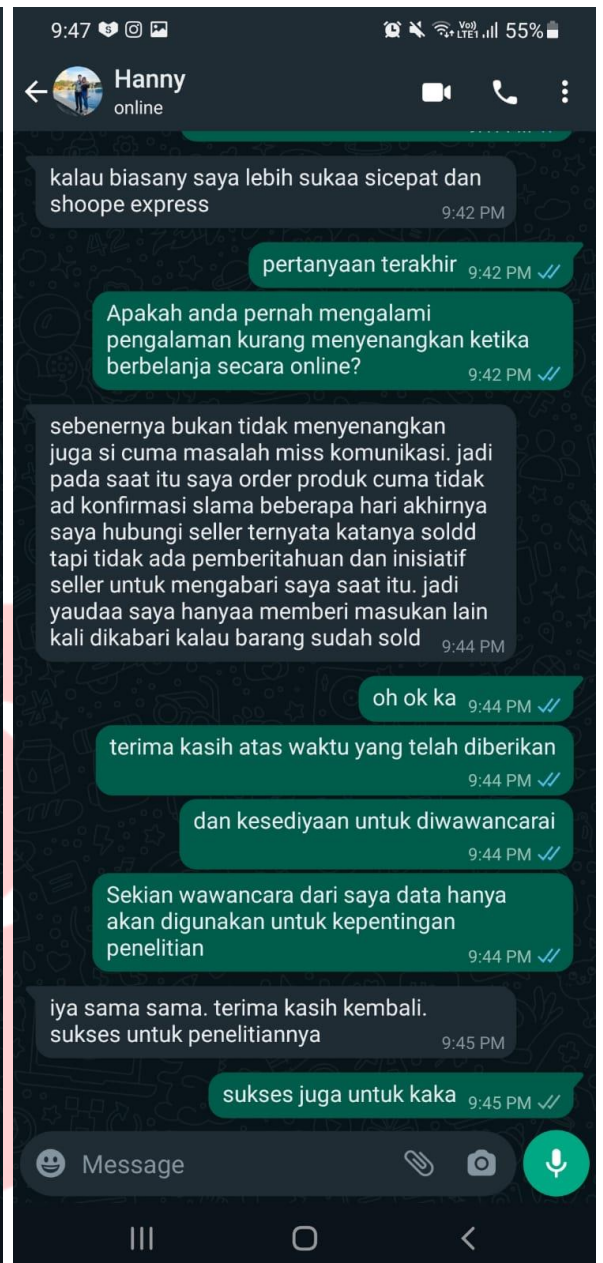 9:47
Vo))
LTE1 55%
Hanny
online
kalau biasany saya lebih sukaa sicepat dan
shoope express
9:42 PM
pertanyaan terakhir 9:42 PM
Apakah anda pernah mengalami
pengalaman kurang menyenangkan ketika
berbelanja secara online?
9:42 PM
sebenernya bukan tidak menyenangkan
juga si cuma masalah miss komunikasi. jadi
pada saat itu saya order produk cuma tidak
ad konfirmasi slama beberapa hari akhirnya
saya hubungi seller ternyata katanya soldd
tapi tidak ada pemberitahuan dan inisiatif
seller untuk mengabari saya saat itu. jadi
yaudaa saya hanyaa memberi masukan lain
kali dikabari kalau barang sudah sold 9:44 PM
oh ok ka 9:44 PM
terima kasih atas waktu yang telah diberikan
9:44 PM
dan kesediyaan untuk diwawancarai
9:44 PM
Sekian wawancara dari saya data hanya
akan digunakan untuk kepentingan
penelitian
9:44 PM
iya sama sama. terima kasih kembali.
sukses untuk penelitiannya
9:45 PM
sukses juga untuk kaka 9:45 PM
Message